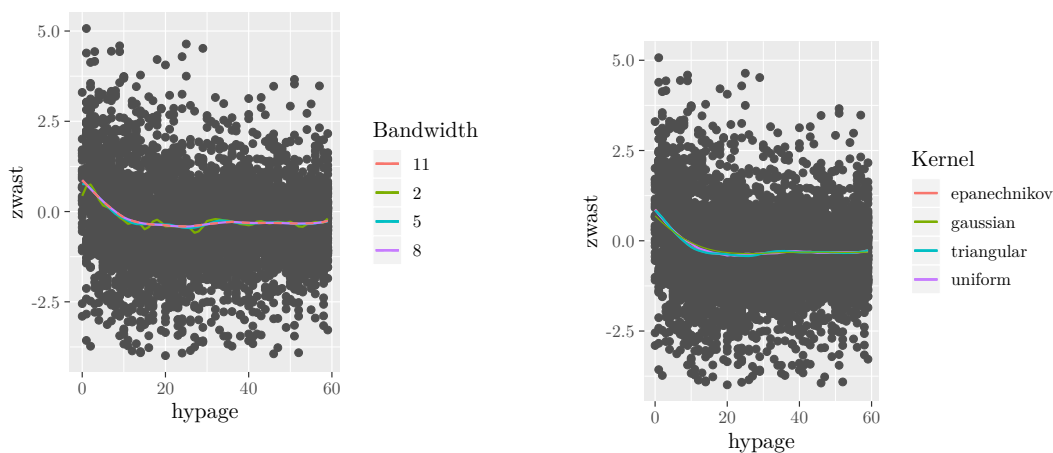 5.0
2.5
0.0
-2.5
zwast
0
20
40
60
hypage
Bandwidth
11
2
5
8
5.0
2.5
0.0
-2.5
zwast
0
20
40
60
hypage
Kernel
epanechnikov
gaussian
triangular
uniform